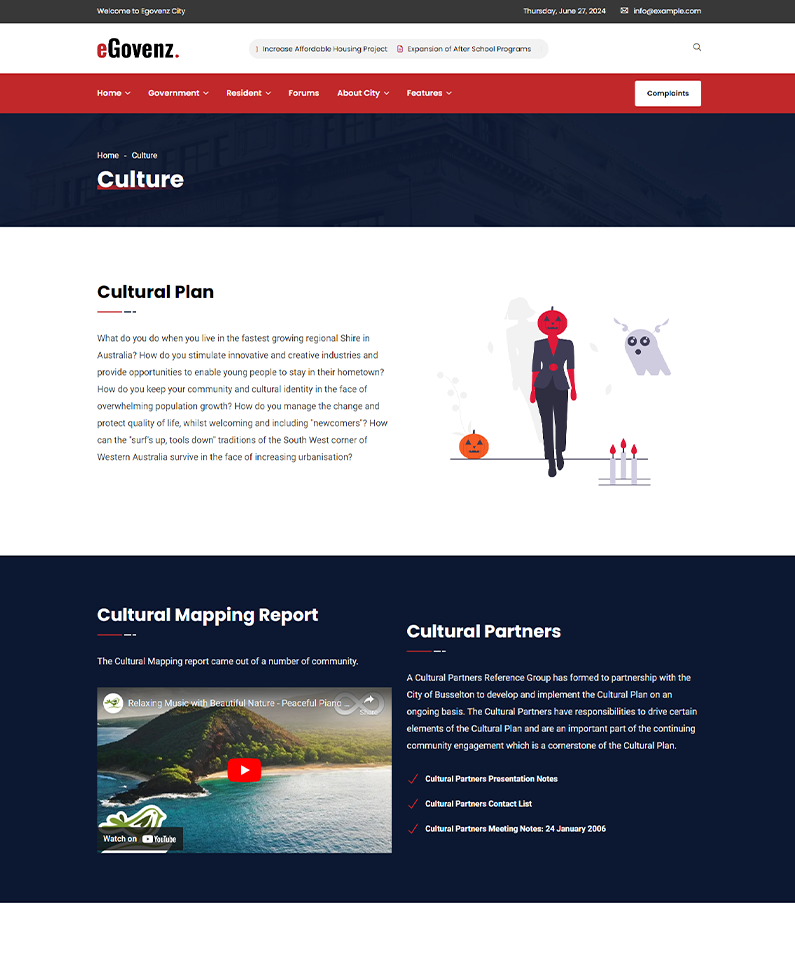 Welcome to Egovenz City
Thursday, June 27, 2024
info@example.com
eGovenz.
Increase Affordable Housing Project
Expansion of After School Programs
Home
Government
Resident
Forums
About City
Features
Complaints
Home - Culture
Culture
Cultural Plan
What do you do when you live in the fastest growing regional Shire in
Australia? How do you stimulate innovative and creative industries and
provide opportunities to enable young people to stay in their hometown?
How do you keep your community and cultural identity in the face of
overwhelming population growth? How do you manage the change and
protect quality of life, whilst welcoming and including "newcomers"? How
can the "surf's up, tools down" traditions of the South West corner of
Western Australia survive in the face of increasing urbanisation?
Cultural Mapping Report
The Cultural Mapping report came out of a number of community.
Relaxing Music with Beautiful Nature - Peaceful Piano ...
Share
Watch on YouTube
Cultural Partners
A Cultural Partners Reference Group has formed to partnership with the
City of Busselton to develop and implement the Cultural Plan on an
ongoing basis. The Cultural Partners have responsibilities to drive certain
elements of the Cultural Plan and are an important part of the continuing
community engagement which is a cornerstone of the Cultural Plan.
Cultural Partners Presentation Notes
Cultural Partners Contact List
Cultural Partners Meeting Notes: 24 January 2006